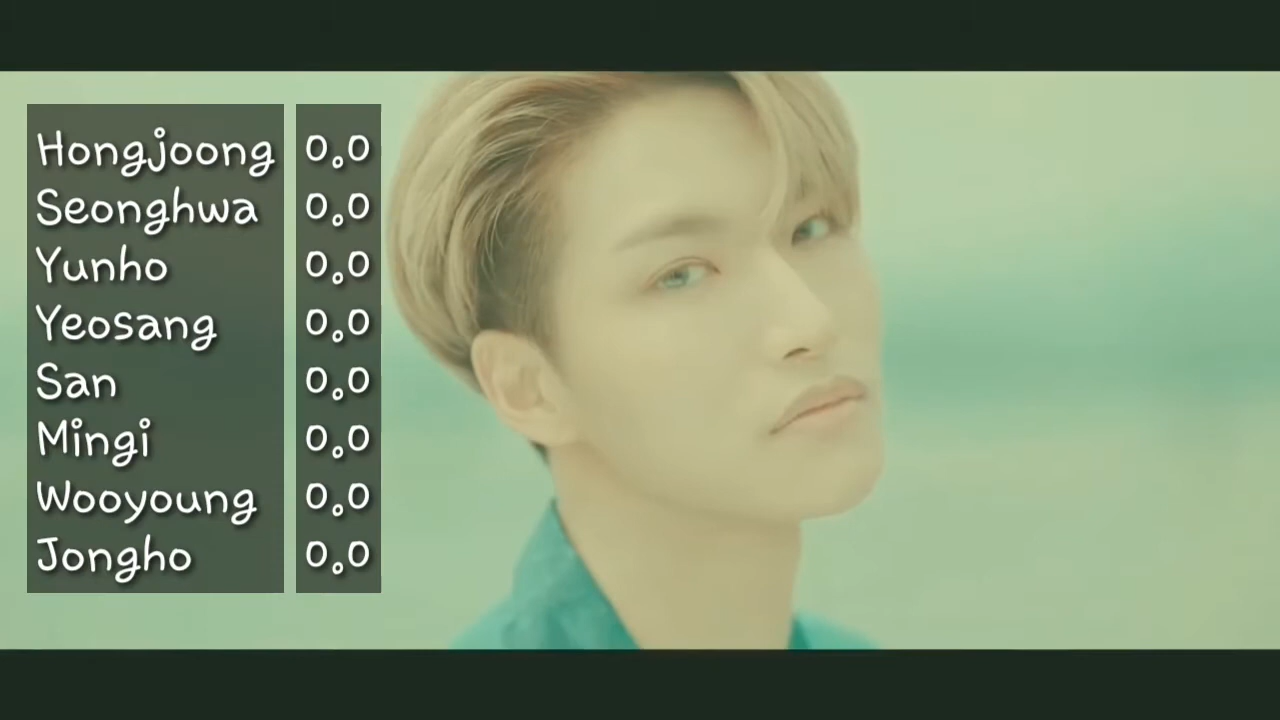 Hongjoong 0.0
Seonghwa 0.0
Yunho 0.0
Yeosang 0.0
San 0.0
Mingi 0.0
Wooyoung 0.0
Jongho 0.0